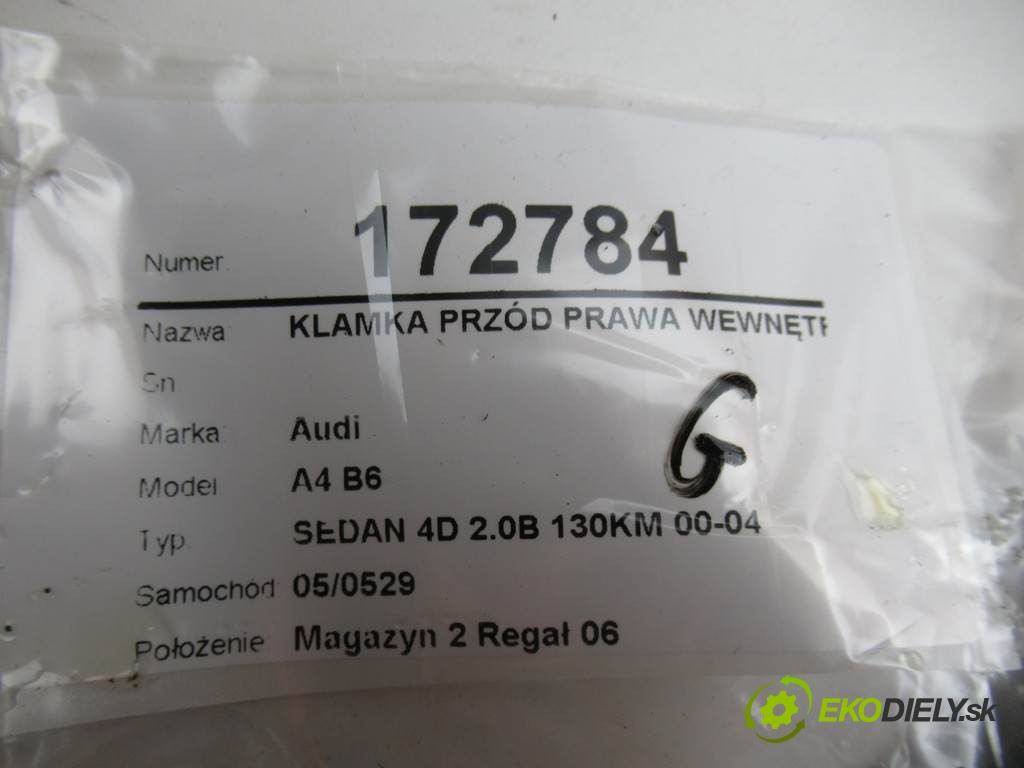 Numer: 172784
Nazwa: KLAMKA PRZÓD PRAWA WEWNĘTR
Sn
Marka: Audi
G
Model: A4 B6
Typ: SEDAN 4D 2.0B 130KM 00-04
Samochód: 05/0529
Położenie Magazyn 2 Regał 06
EKODIELY.sk